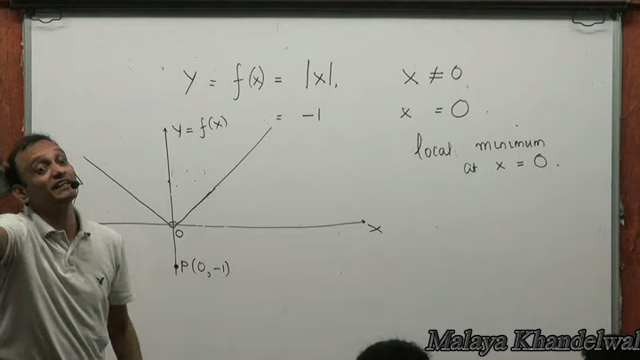 y = f(x) = |x|, x ≠ 0
= -1 x = 0.
local minimum
at x = 0.
y = f(x)
O
x
P(0,-1)
Malaya Khandelwal